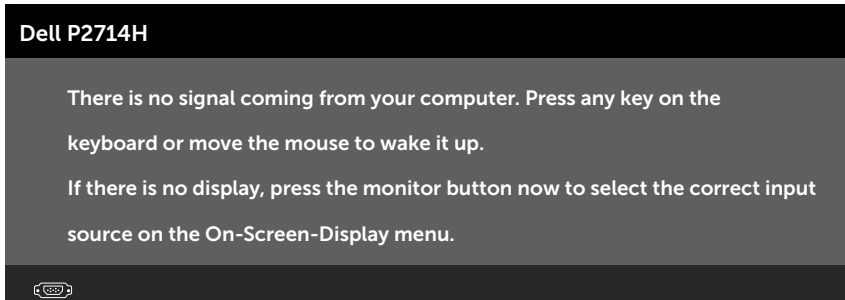 Dell P2714H
There is no signal coming from your computer. Press any key on the
keyboard or move the mouse to wake it up.
If there is no display, press the monitor button now to select the correct input
source on the On-Screen-Display menu.